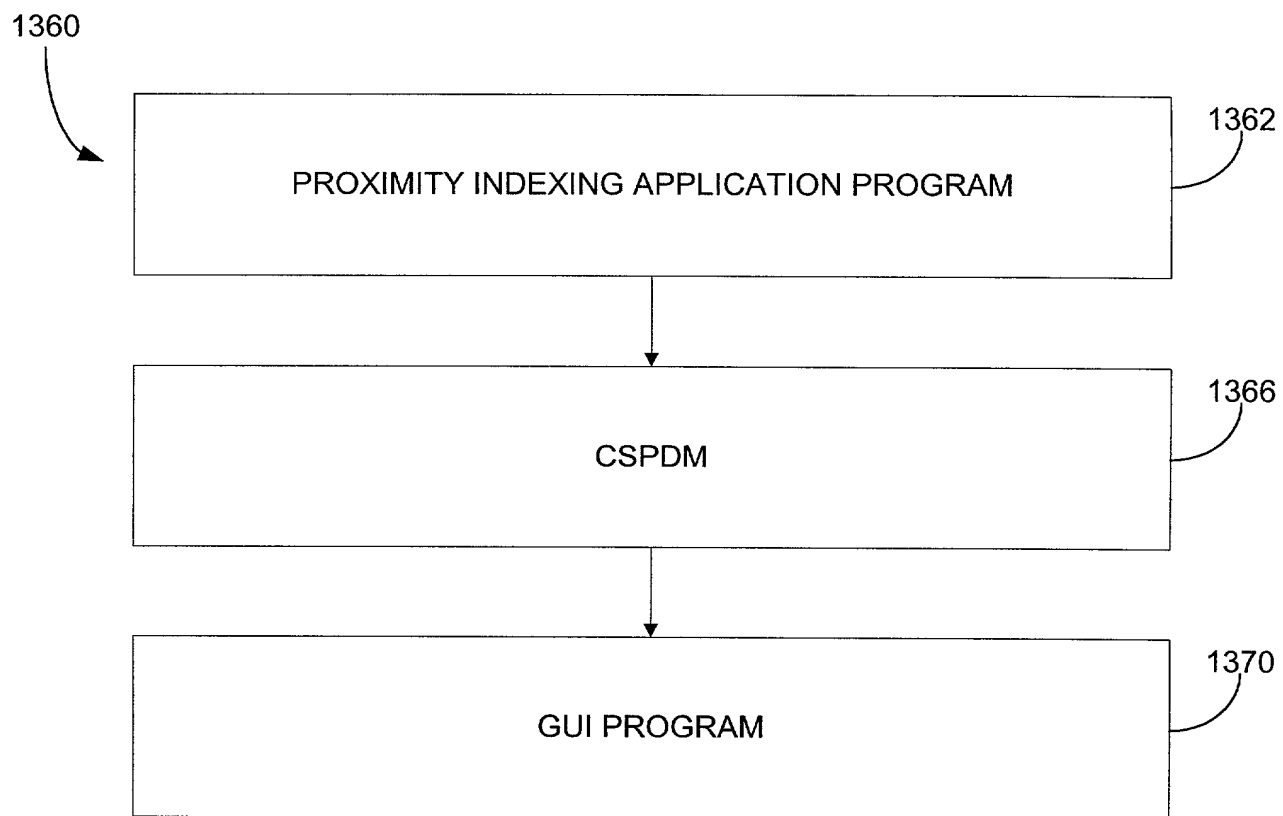 1360
1362
PROXIMITY INDEXING APPLICATION PROGRAM
1366
CSPDM
1370
GUI PROGRAM